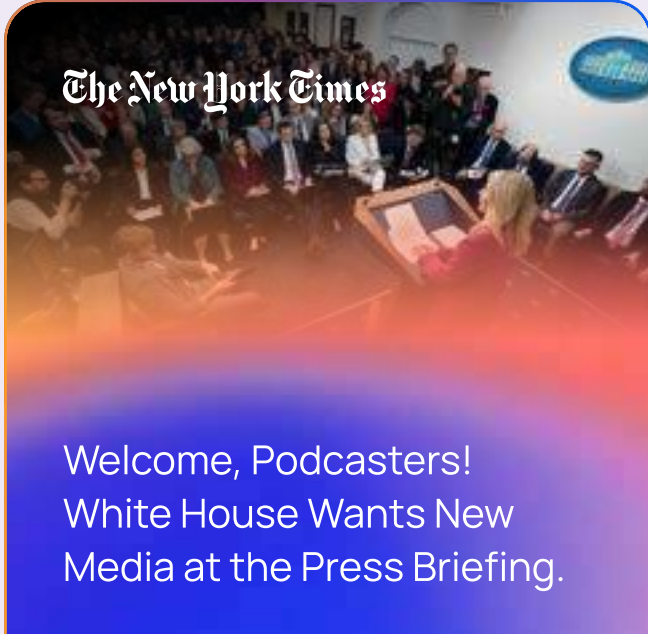 The New York Times
Welcome, Podcasters!
White House Wants New
Media at the Press Briefing.